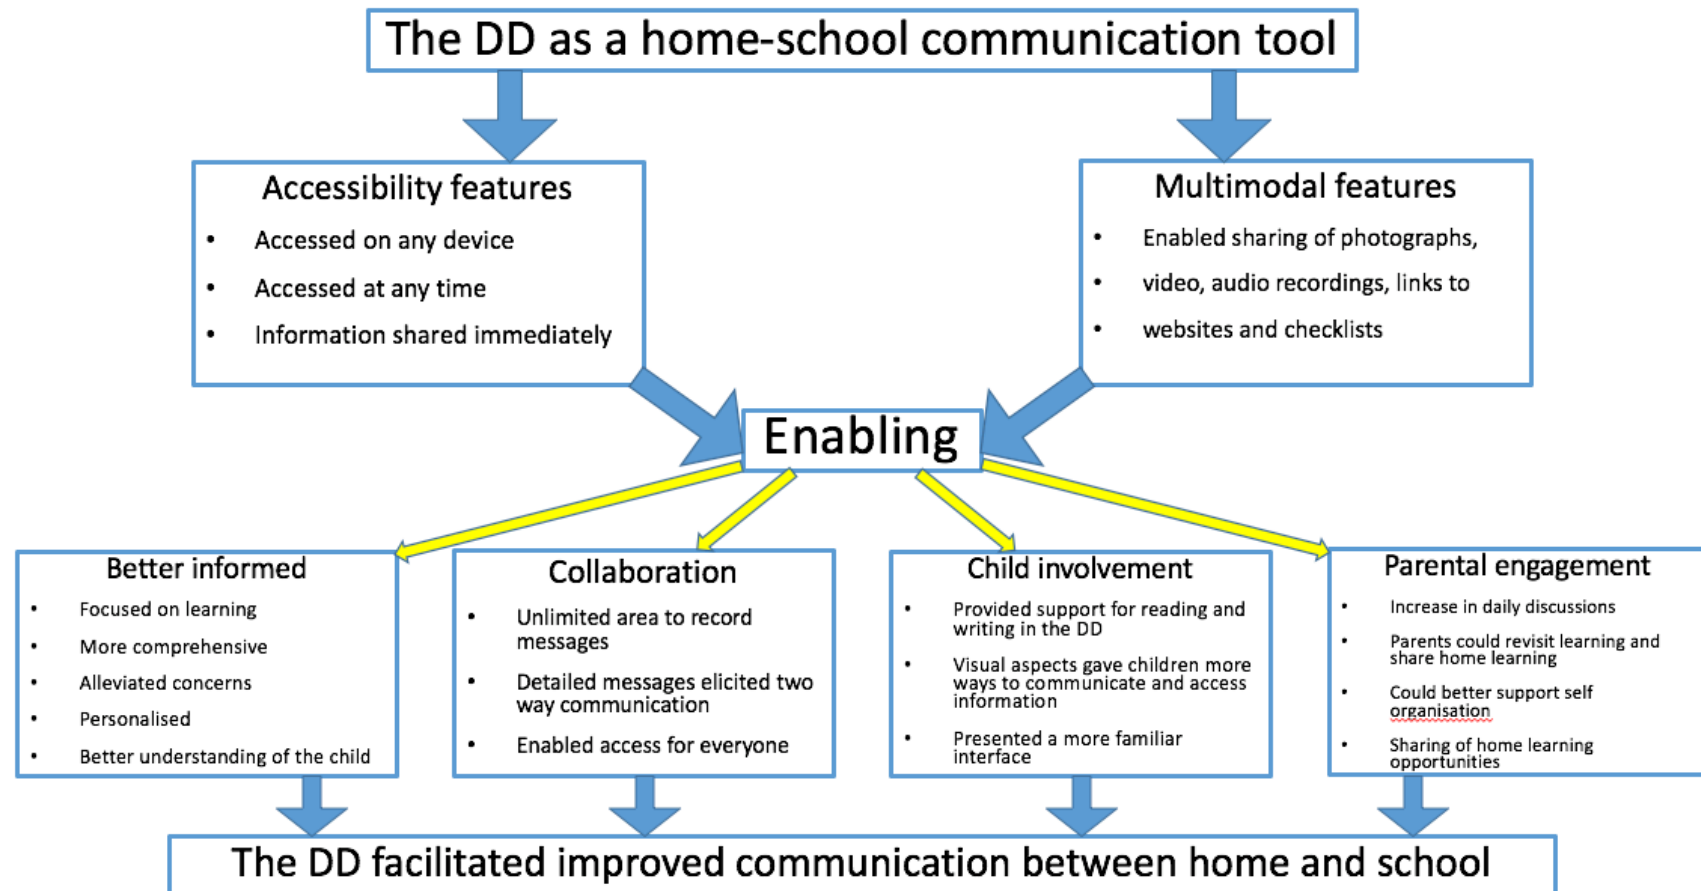 The DD as a home-school communication tool
Accessibility features
• Accessed on any device
• Accessed at any time
• Information shared immediately
Multimodal features
• Enabled sharing of photographs,
• video, audio recordings, links to
• websites and checklists
Enabling
Better informed
• Focused on learning
• More comprehensive
• Alleviated concerns
• Personalised
• Better understanding of the child
Collaboration
• Unlimited area to record
messages
• Detailed messages elicited two
way communication
• Enabled access for everyone
Child involvement
• Provided support for reading and
writing in the DD
• Visual aspects gave children more
ways to communicate and access
information
• Presented a more familiar
interface
Parental engagement
• Increase in daily discussions
• Parents could revisit learning and
share home learning
• Could better support self
organisation
• Sharing of home learning
opportunities
The DD facilitated improved communication between home and school